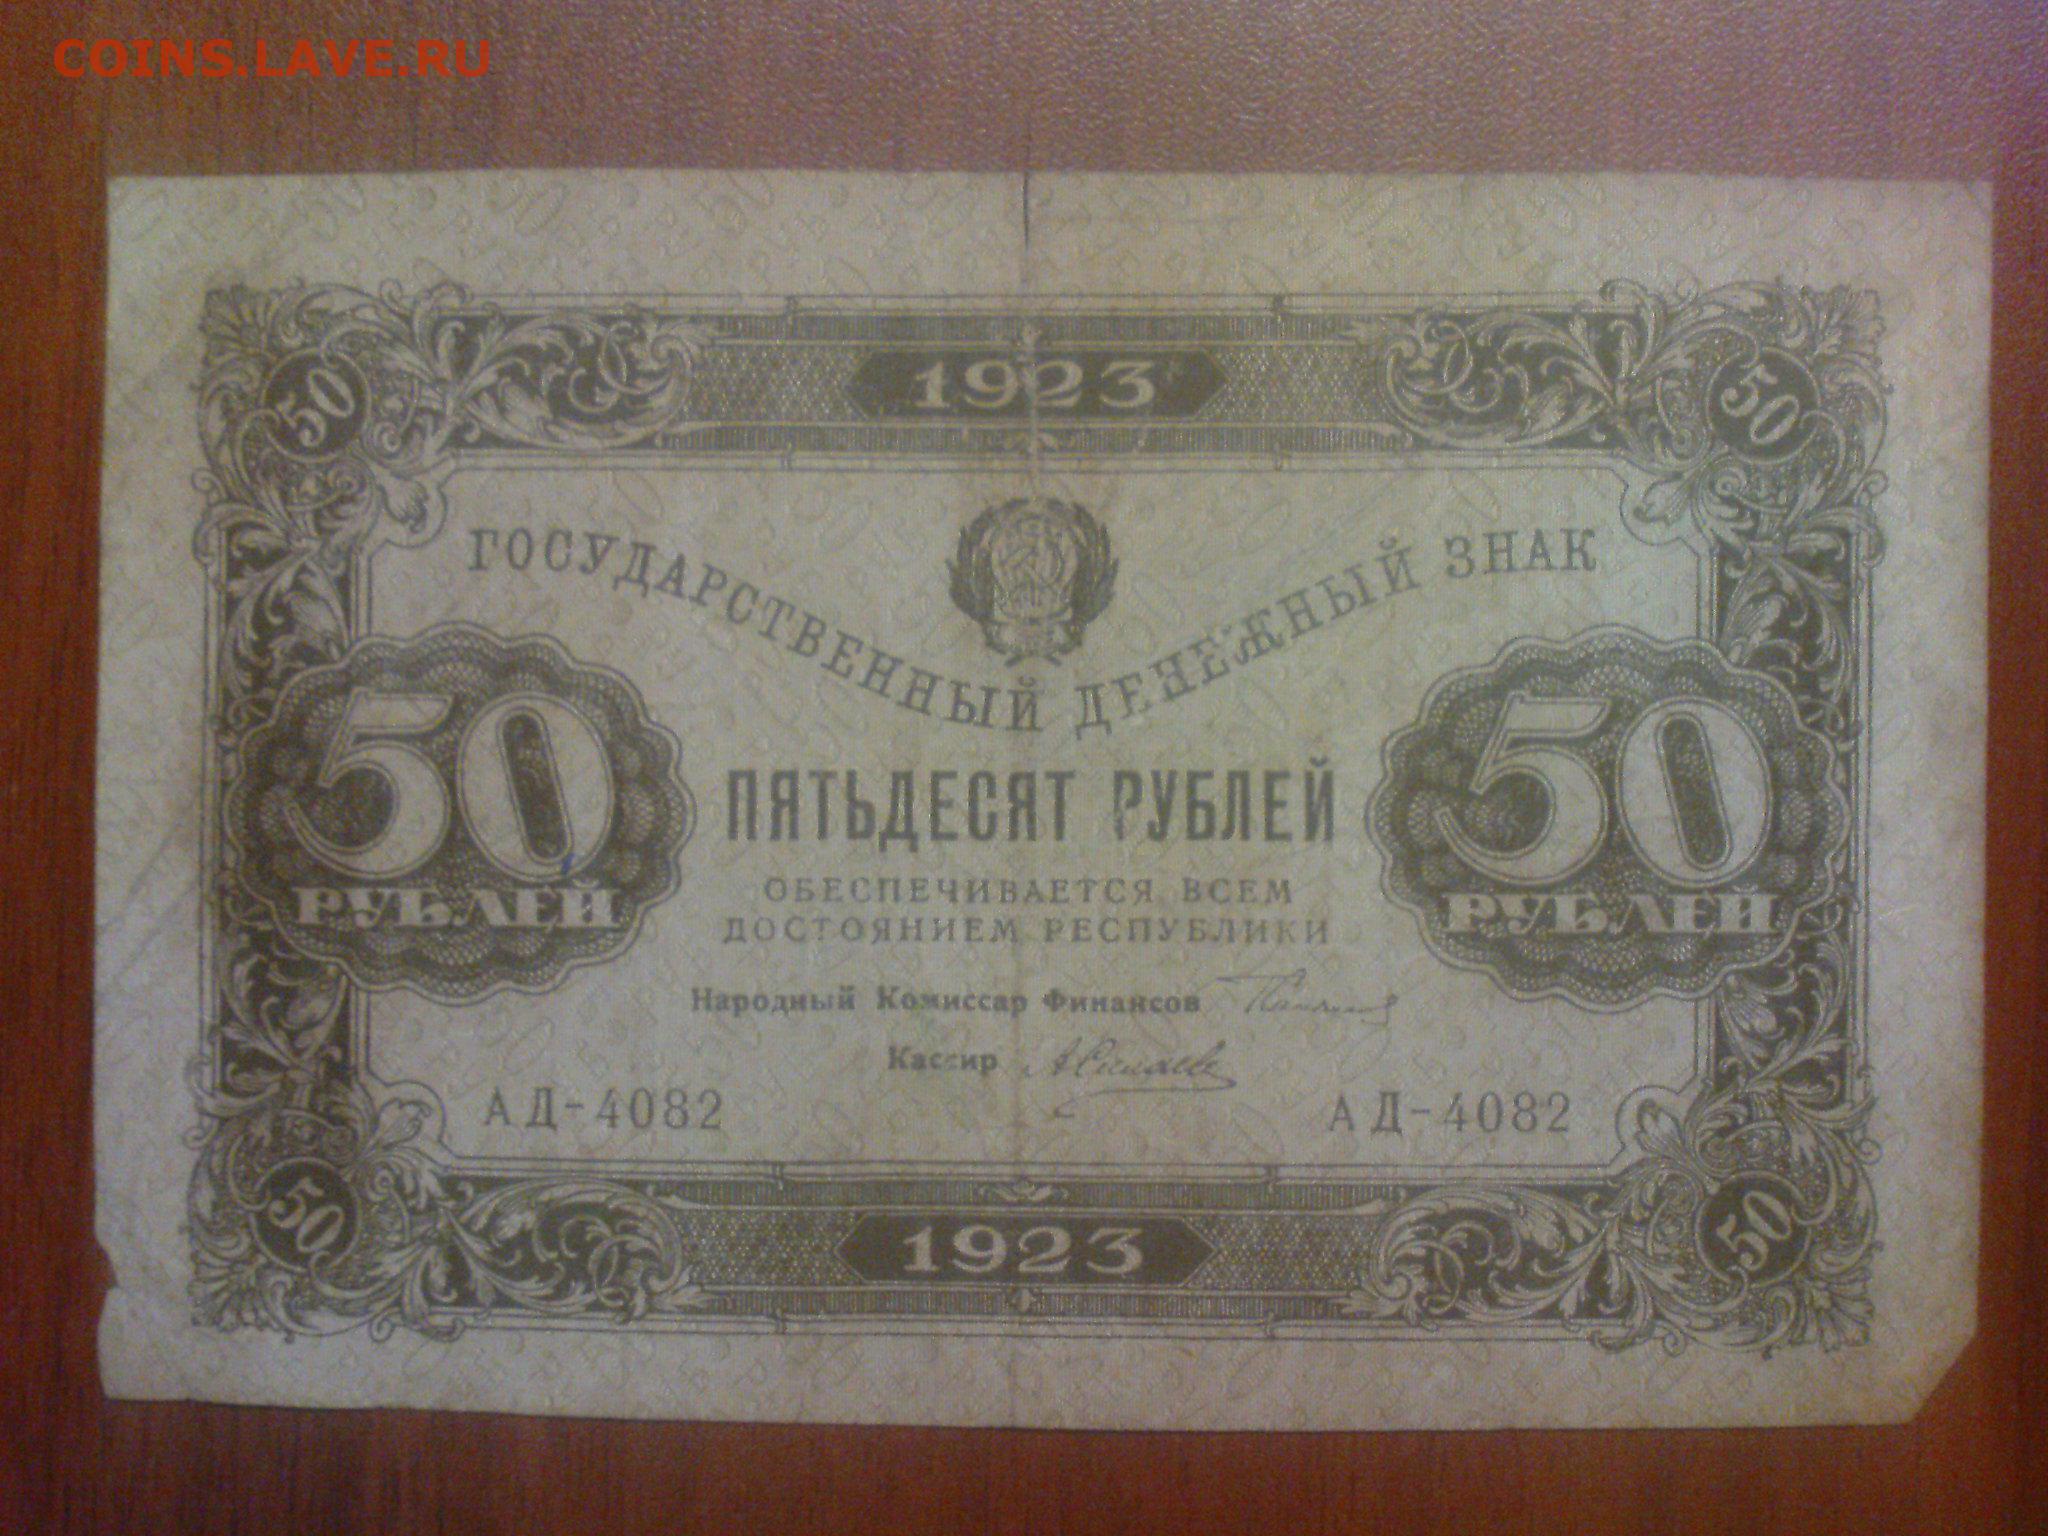 COINS.LAVE.RU
1923
50 50
ГОСУДАРСТВЕННЫЙ ДЕНЕЖНЫЙ ЗНАК
50 50
РУБЛЕЙ РУБЛЕЙ
ПЯТЬДЕСЯТ РУБЛЕЙ
ОБЕСПЕЧИВАЕТСЯ ВСЕМ
ДОСТОЯНИЕМ РЕСПУБЛИКИ
Народный Комиссар Финансов
Кассир
АД-4082 АД-4082
50 50
1923